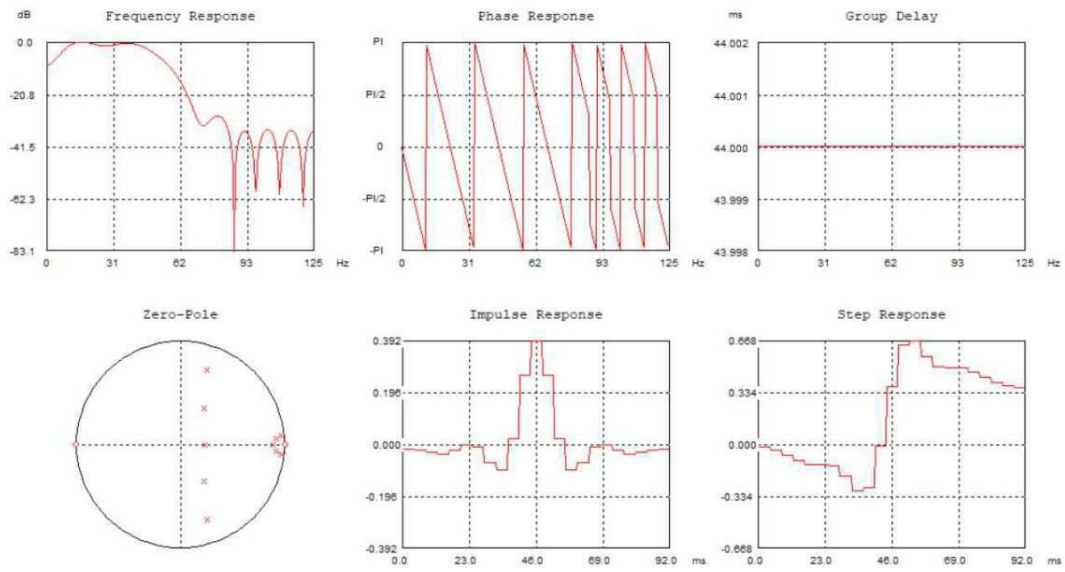 dB Frequency Response
0.0
-20.8
-41.5
-62.3
-83.1
0 31 62 93 125 Hz
Phase Response
PI
PI/2
0
-PI/2
-PI
0 31 62 93 125 Hz
ms Group Delay
44.002
44.001
44.000
43.999
43.998
0 31 62 93 125 Hz
Zero-Pole
Impulse Response
0.392
0.196
0.000
-0.196
-0.392
0.0 23.0 46.0 69.0 92.0 ms
Step Response
0.668
0.334
0.000
-0.334
-0.668
0.0 23.0 46.0 69.0 92.0 ms